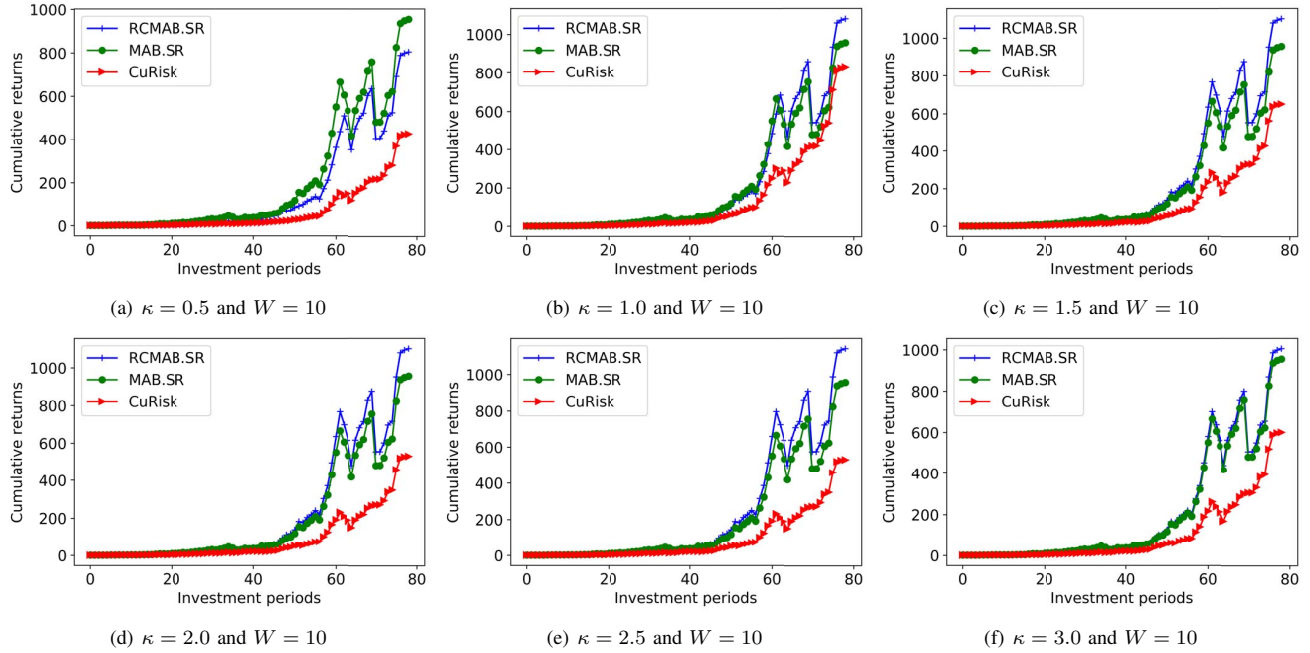 1000
800
600
400
200
0
Cumulative returns
RCMAB.SR
MAB.SR
CuRisk
0 20 40 60 80
Investment periods
(a) κ = 0.5 and W = 10
1000
800
600
400
200
0
Cumulative returns
RCMAB.SR
MAB.SR
CuRisk
0 20 40 60 80
Investment periods
(b) κ = 1.0 and W = 10
1000
800
600
400
200
0
Cumulative returns
RCMAB.SR
MAB.SR
CuRisk
0 20 40 60 80
Investment periods
(c) κ = 1.5 and W = 10
1000
800
600
400
200
0
Cumulative returns
RCMAB.SR
MAB.SR
CuRisk
0 20 40 60 80
Investment periods
(d) κ = 2.0 and W = 10
1000
800
600
400
200
0
Cumulative returns
RCMAB.SR
MAB.SR
CuRisk
0 20 40 60 80
Investment periods
(e) κ = 2.5 and W = 10
1000
800
600
400
200
0
Cumulative returns
RCMAB.SR
MAB.SR
CuRisk
0 20 40 60 80
Investment periods
(f) κ = 3.0 and W = 10